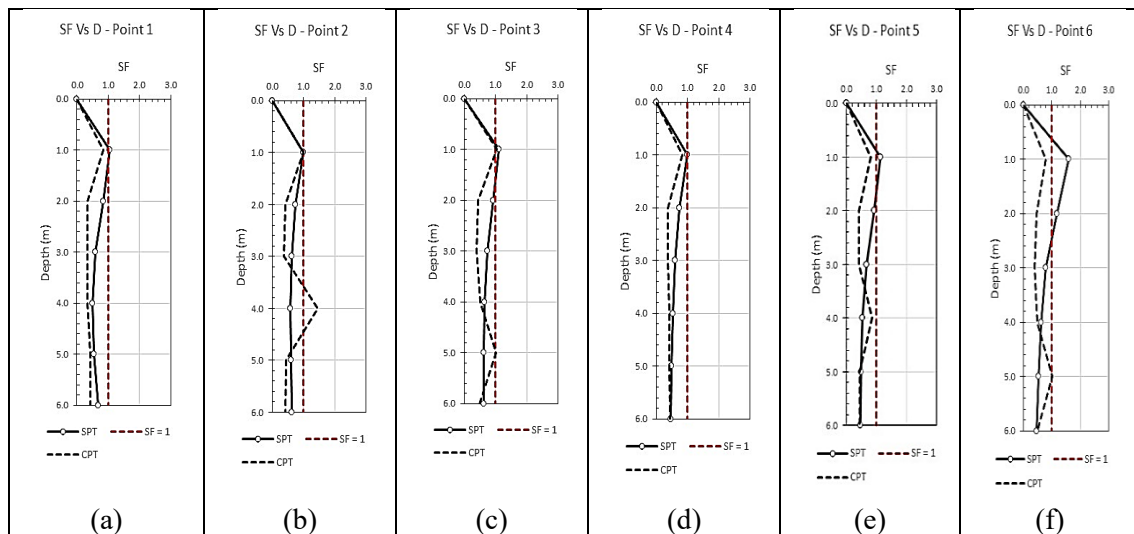 SF Vs D - Point 1
SF
0.0 1.0 2.0 3.0
0.0
1.0
2.0
3.0
4.0
5.0
6.0
Depth (m)
SPT SF = 1
CPT
(a)
SF Vs D - Point 2
SF
0.0 1.0 2.0 3.0
0.0
1.0
2.0
3.0
4.0
5.0
6.0
Depth (m)
SPT SF = 1
CPT
(b)
SF Vs D - Point 3
SF
0.0 1.0 2.0 3.0
0.0
1.0
2.0
3.0
4.0
5.0
6.0
Depth (m)
SPT SF = 1
CPT
(c)
SF Vs D - Point 4
SF
0.0 1.0 2.0 3.0
0.0
1.0
2.0
3.0
4.0
5.0
6.0
Depth (m)
SPT SF = 1
CPT
(d)
SF Vs D - Point 5
SF
0.0 1.0 2.0 3.0
0.0
1.0
2.0
3.0
4.0
5.0
6.0
Depth (m)
SPT SF = 1
CPT
(e)
SF Vs D - Point 6
SF
0.0 1.0 2.0 3.0
0.0
1.0
2.0
3.0
4.0
5.0
6.0
Depth (m)
SPT SF = 1
CPT
(f)